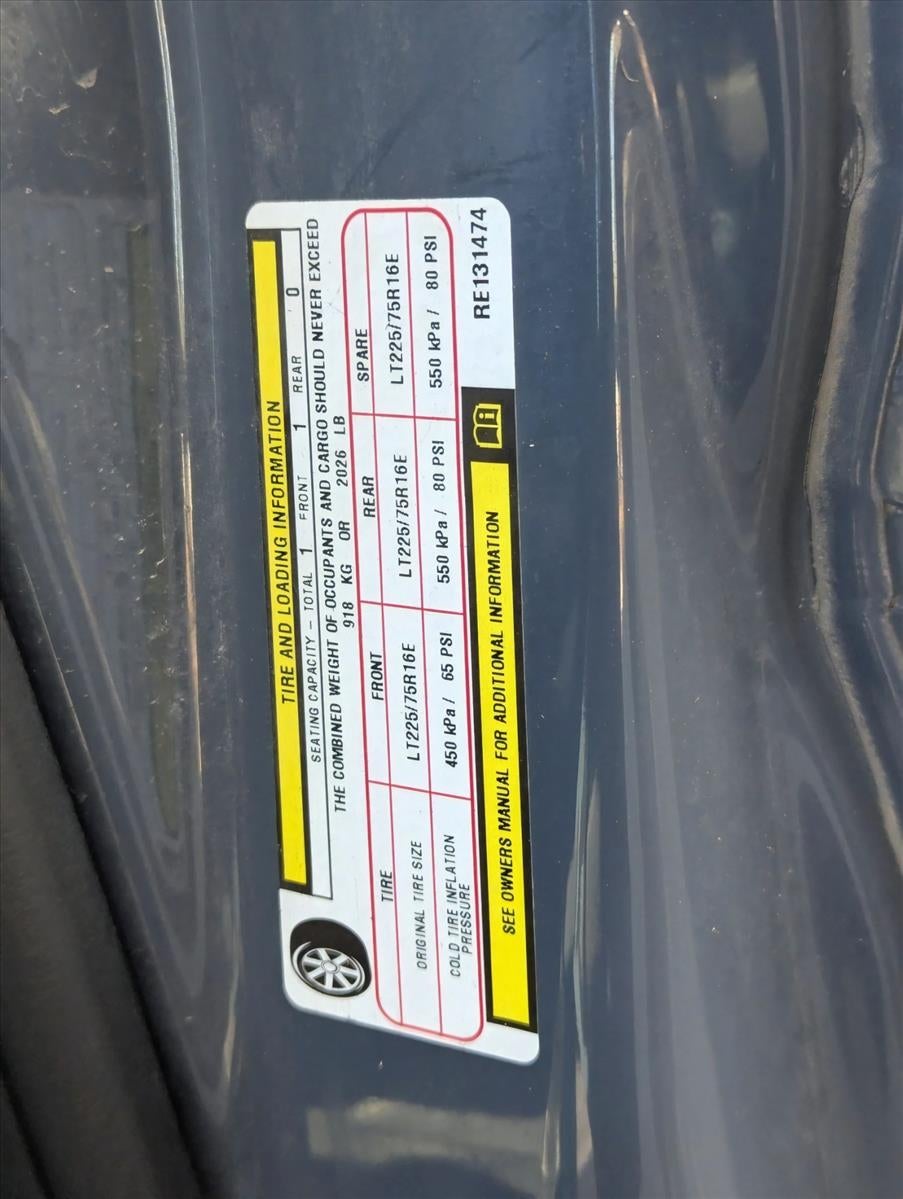 TIRE AND LOADING INFORMATION
SEATING CAPACITY – TOTAL 1 FRONT 1 REAR 0
THE COMBINED WEIGHT OF OCCUPANTS AND CARGO SHOULD NEVER EXCEED
918 KG OR 2026 LB
TIRE FRONT REAR SPARE
ORIGINAL TIRE SIZE LT225/75R16E LT225/75R16E LT225/75R16E
COLD TIRE INFLATION
PRESSURE 450 kPa / 65 PSI 550 kPa / 80 PSI 550 kPa / 80 PSI
SEE OWNERS MANUAL FOR ADDITIONAL INFORMATION
RE131474